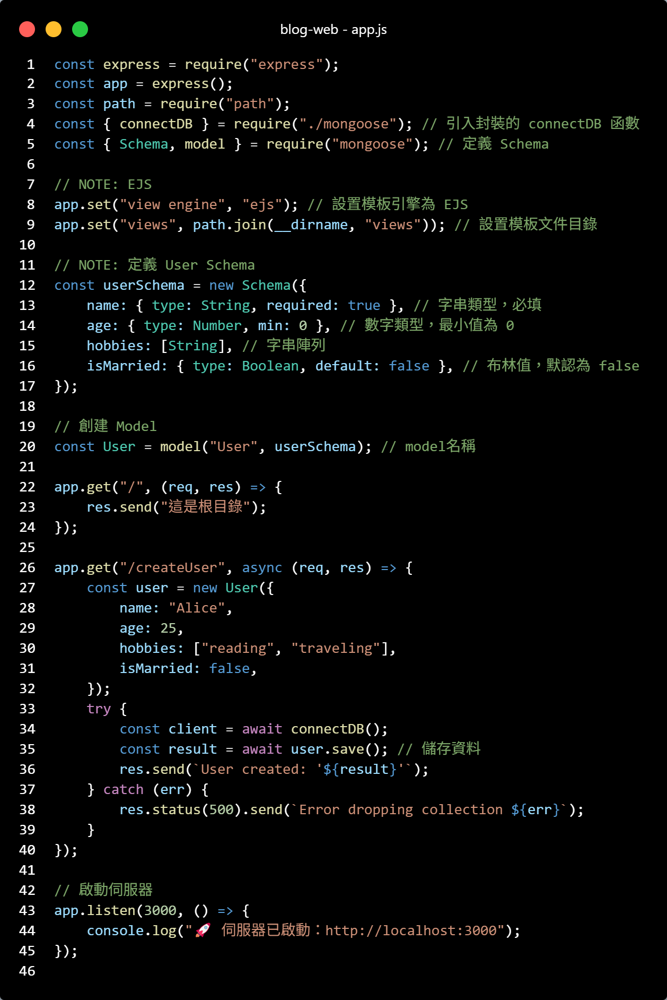 blog-web - app.js
1 const express = require("express");
2 const app = express();
3 const path = require("path");
4 const { connectDB } = require("./mongoose"); // 引入封裝的 connectDB 函數
5 const { Schema, model } = require("mongoose"); // 定義 Schema
6
7 // NOTE: EJS
8 app.set("view engine", "ejs"); // 設置模板引擎為 EJS
9 app.set("views", path.join(__dirname, "views")); // 設置模板文件目錄
10
11 // NOTE: 定義 User Schema
12 const userSchema = new Schema({
13     name: { type: String, required: true }, // 字串類型，必填
14     age: { type: Number, min: 0 }, // 數字類型，最小值為 0
15     hobbies: [String], // 字串陣列
16     isMarried: { type: Boolean, default: false }, // 布林值，默認為 false
17 });
18
19 // 創建 Model
20 const User = model("User", userSchema); // model名稱
21
22 app.get("/", (req, res) => {
23     res.send("這是根目錄");
24 });
25
26 app.get("/createUser", async (req, res) => {
27     const user = new User({
28         name: "Alice",
29         age: 25,
30         hobbies: ["reading", "traveling"],
31         isMarried: false,
32     });
33     try {
34         const client = await connectDB();
35         const result = await user.save(); // 儲存資料
36         res.send(`User created: '${result}'`);
37     } catch (err) {
38         res.status(500).send(`Error dropping collection ${err}`);
39     }
40 });
41
42 // 啟動伺服器
43 app.listen(3000, () => {
44     console.log("🚀 伺服器已啟動：http://localhost:3000");
45 });
46